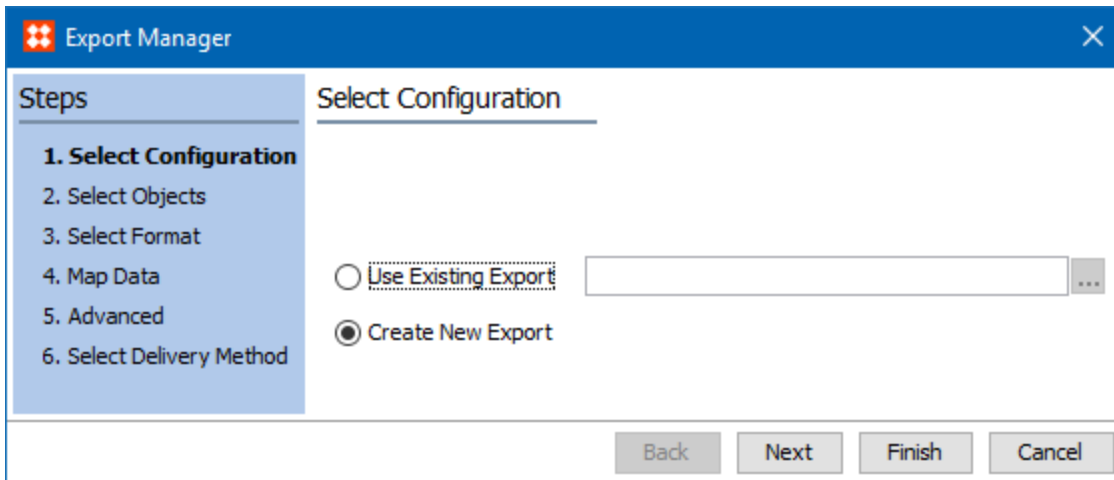 Export Manager
Steps
1. Select Configuration
2. Select Objects
3. Select Format
4. Map Data
5. Advanced
6. Select Delivery Method
Select Configuration
Use Existing Export
...
Create New Export
Back Next Finish Cancel